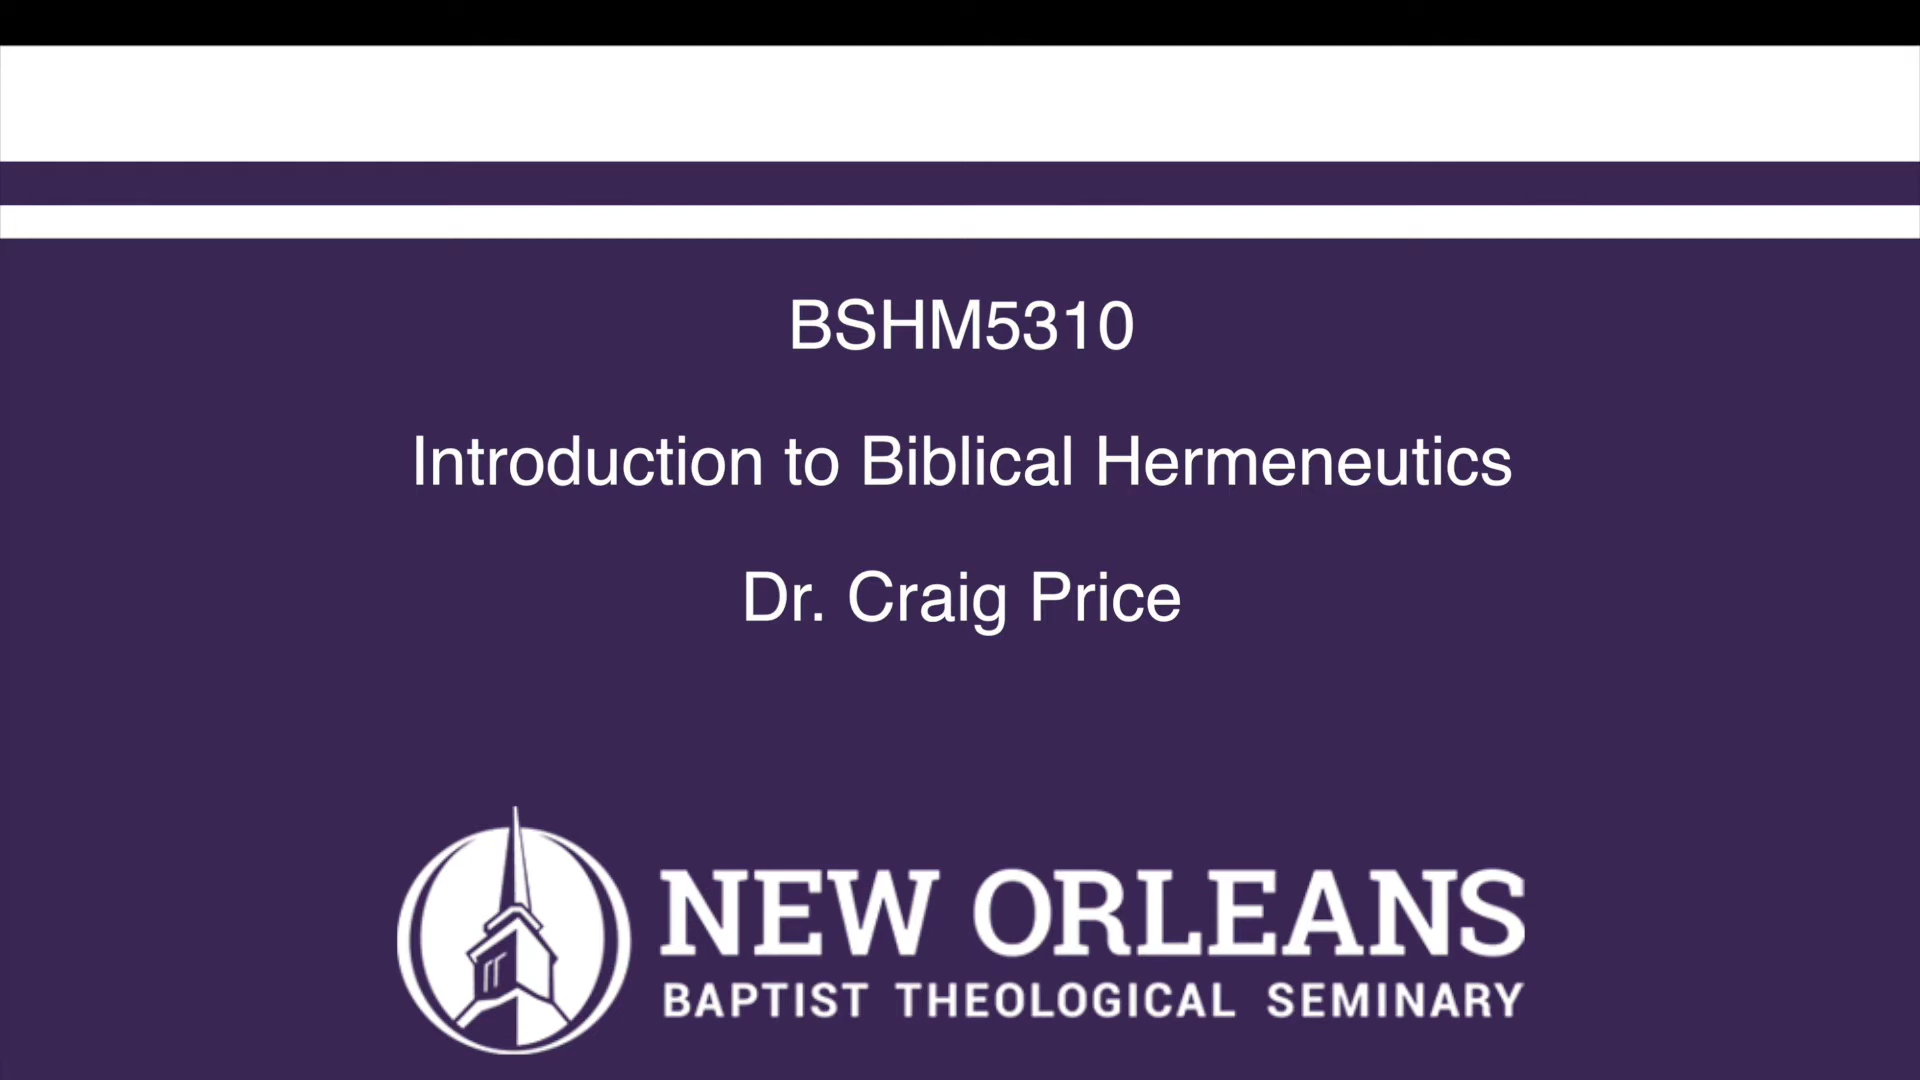 BSHM5310
Introduction to Biblical Hermeneutics
Dr. Craig Price
NEW ORLEANS
BAPTIST THEOLOGICAL SEMINARY